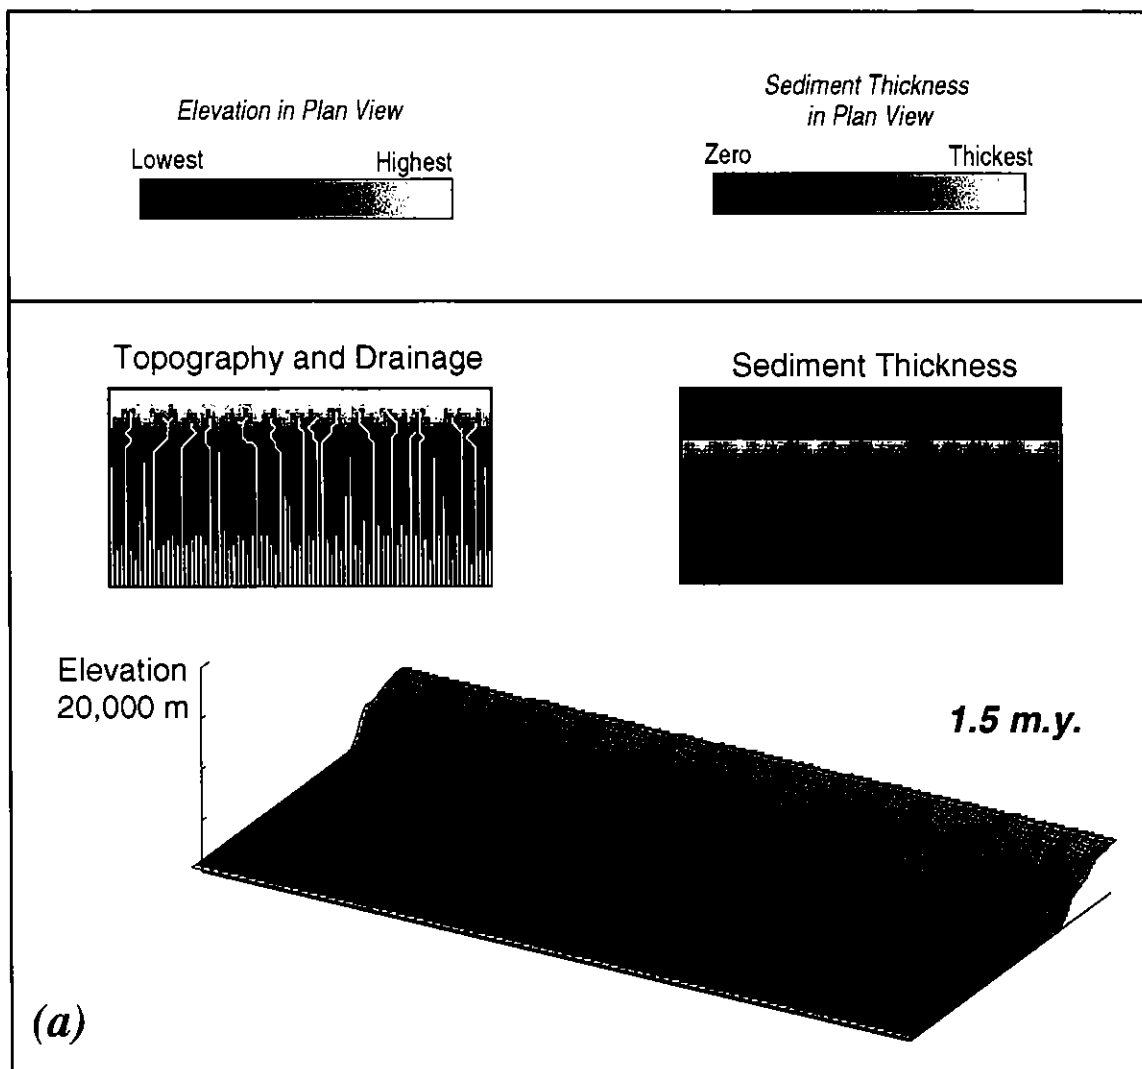 Elevation in Plan View
Lowest Highest
Sediment Thickness
in Plan View
Zero Thickest
Topography and Drainage
Sediment Thickness
Elevation
20,000 m
1.5 m.y.
(a)